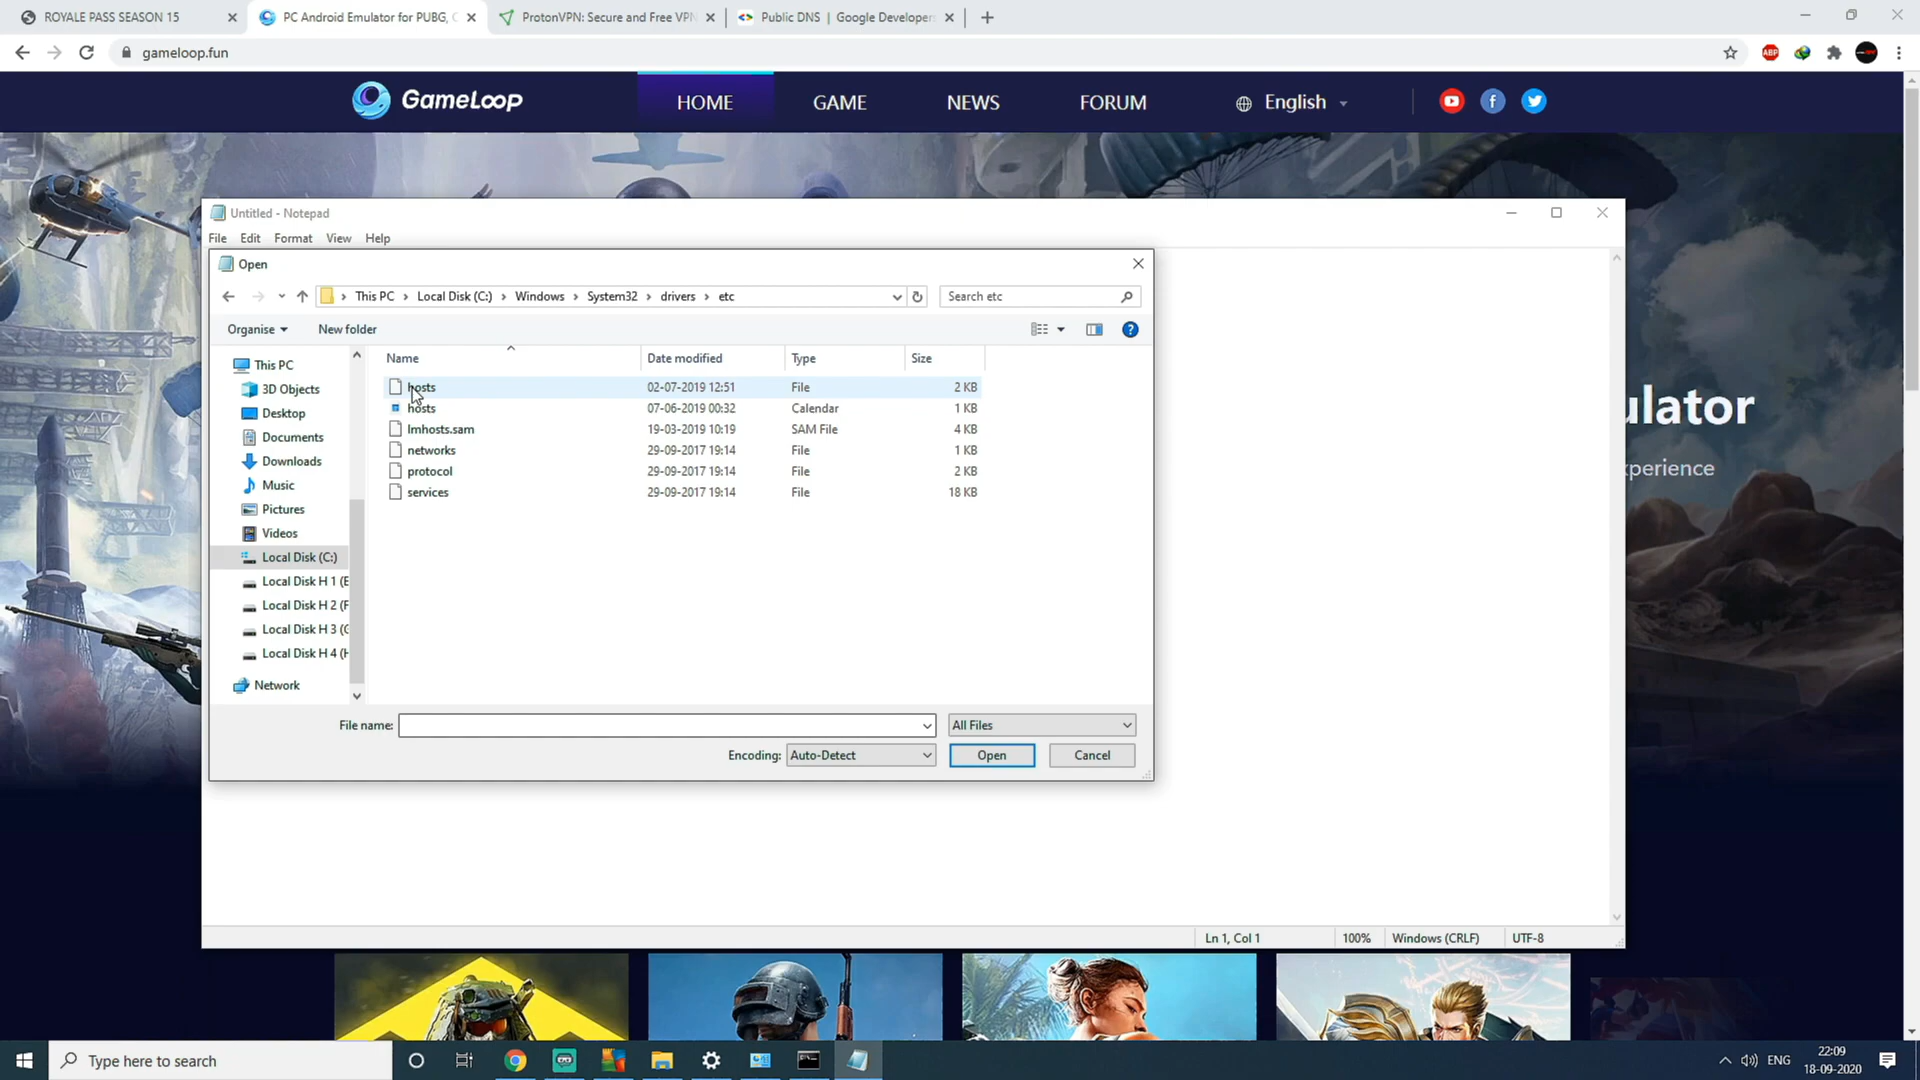 ROYALE PASS SEASON 15
PC Android Emulator for PUBG, C
ProtonVPN: Secure and Free VPN
Public DNS | Google Developers
gameloop.fun
ABP
GameLoop
HOME
GAME
NEWS
FORUM
English
Untitled - Notepad
File Edit Format View Help
Open
This PC › Local Disk (C:) › Windows › System32 › drivers › etc
Search etc
Organise
New folder
Name Date modified Type Size
hosts 02-07-2019 12:51 File 2 KB
hosts 07-06-2019 00:32 Calendar 1 KB
lmhosts.sam 19-03-2019 10:19 SAM File 4 KB
networks 29-09-2017 19:14 File 1 KB
protocol 29-09-2017 19:14 File 2 KB
services 29-09-2017 19:14 File 18 KB
This PC
3D Objects
Desktop
Documents
Downloads
Music
Pictures
Videos
Local Disk (C:)
Local Disk H 1 (E
Local Disk H 2 (F
Local Disk H 3 (G
Local Disk H 4 (H
Network
File name:
All Files
Encoding: Auto-Detect
Open
Cancel
ulator
xperience
Ln 1, Col 1
100%
Windows (CRLF)
UTF-8
Type here to search
ENG
22:09
18-09-2020